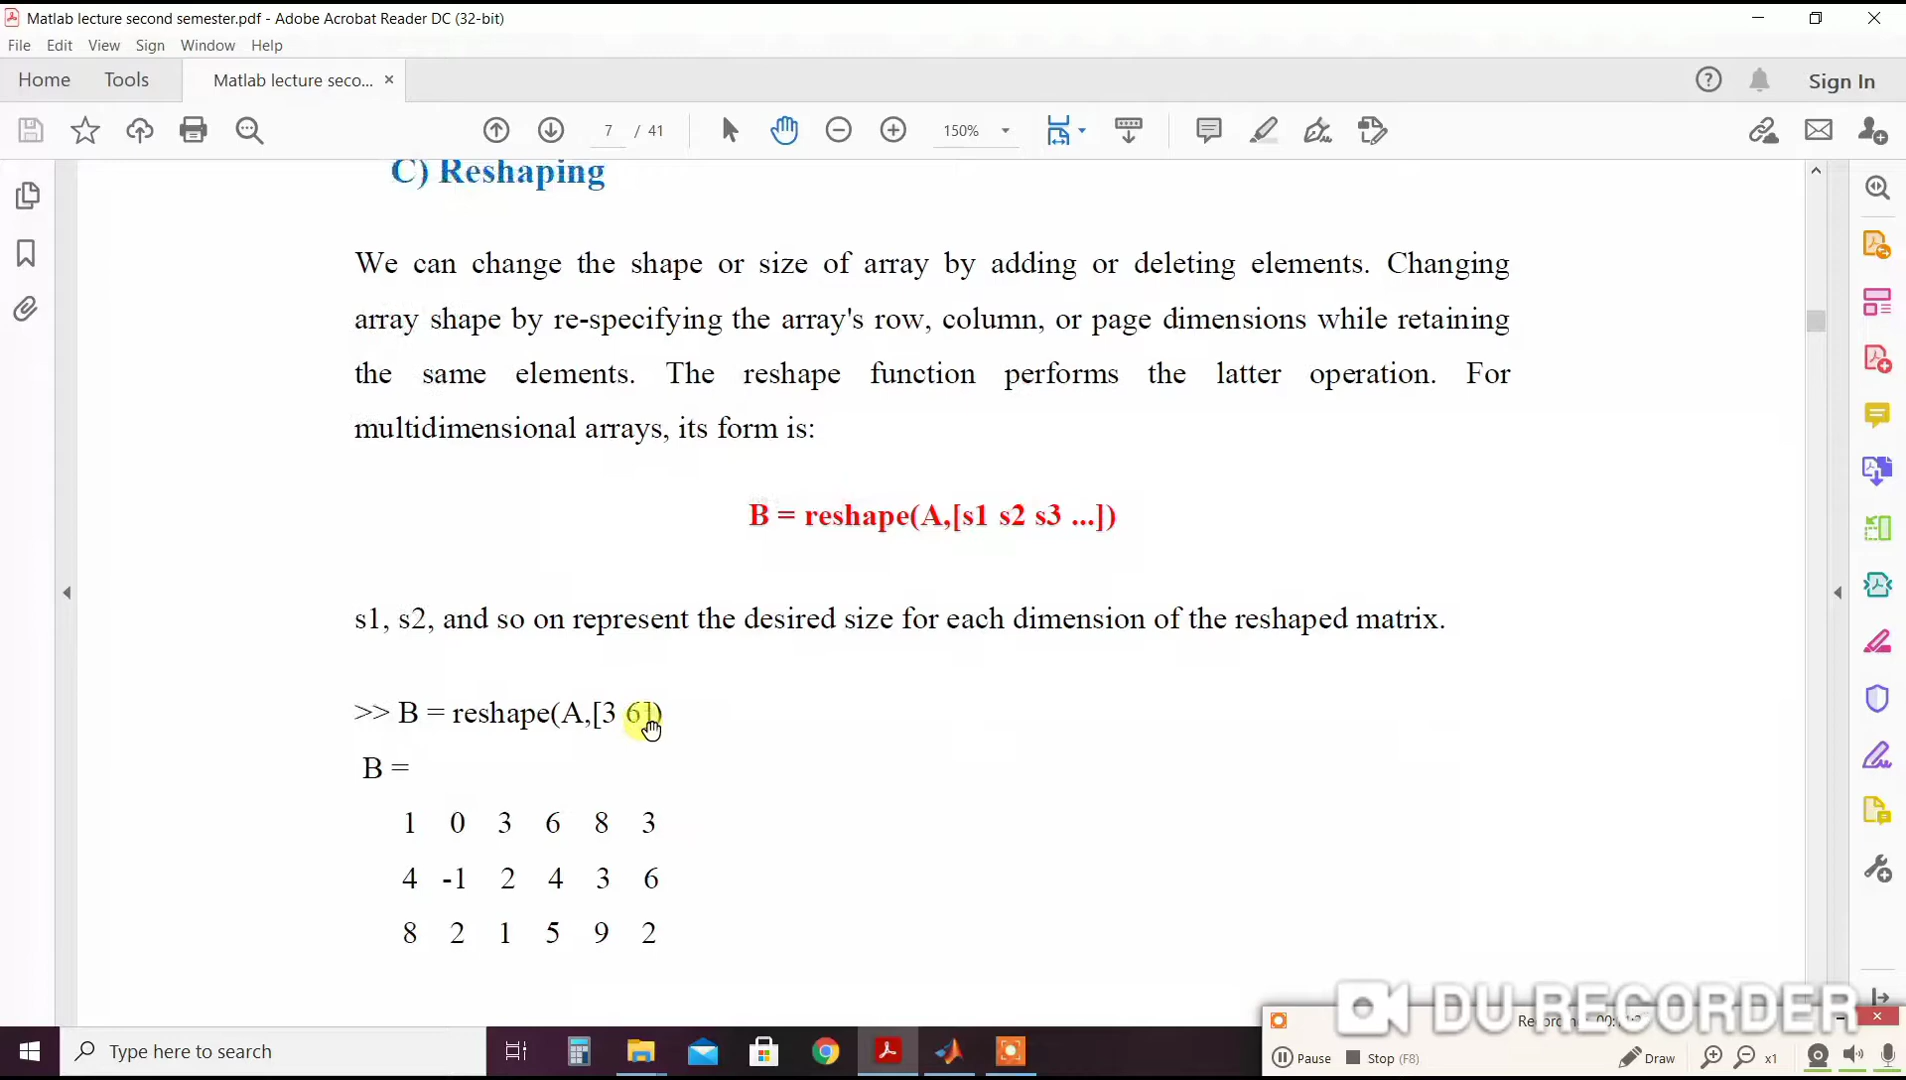 Matlab lecture second semester.pdf - Adobe Acrobat Reader DC (32-bit)
File Edit View Sign Window Help
Home Tools Matlab lecture seco... × Sign In
7 / 41 150%
C) Reshaping
We can change the shape or size of array by adding or deleting elements. Changing
array shape by re-specifying the array's row, column, or page dimensions while retaining
the same elements. The reshape function performs the latter operation. For
multidimensional arrays, its form is:
B = reshape(A,[s1 s2 s3 ...])
s1, s2, and so on represent the desired size for each dimension of the reshaped matrix.
>> B = reshape(A,[3 6])
B =
1 0 3 6 8 3
4 -1 2 4 3 6
8 2 1 5 9 2
DU RECORDER
Type here to search
Pause Stop (F8) Draw x1